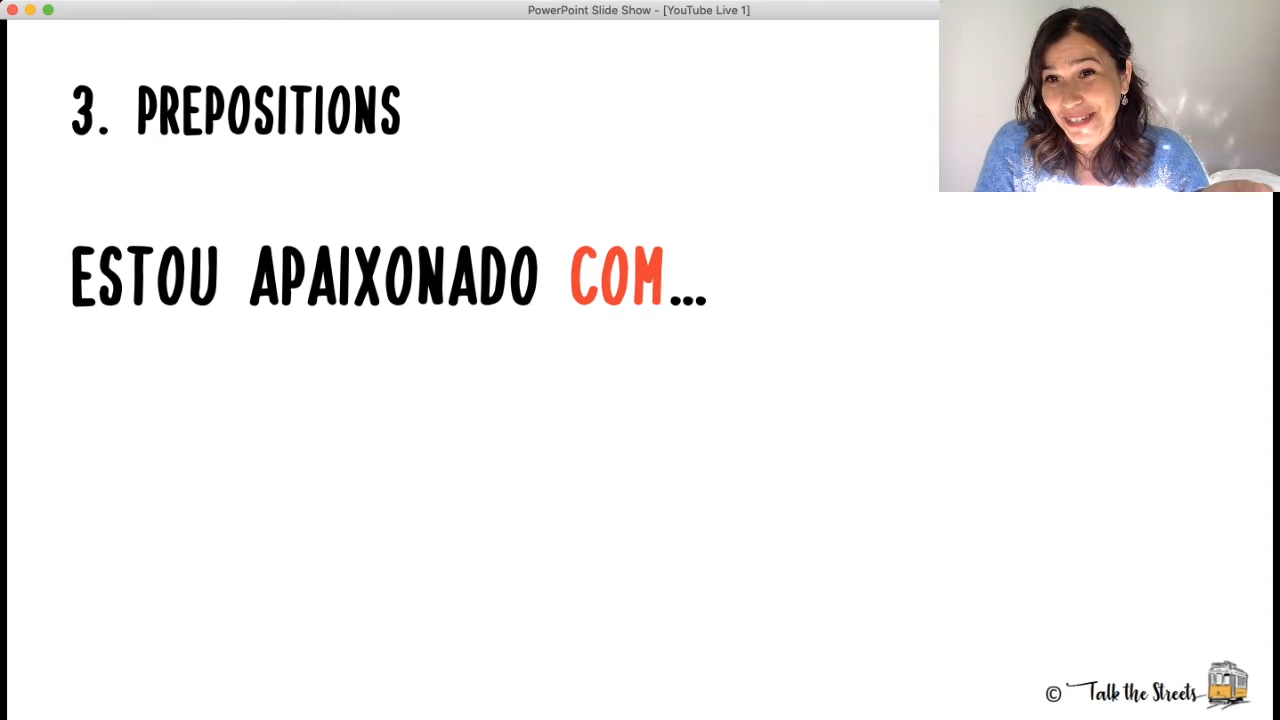 PowerPoint Slide Show - [YouTube Live 1]
3. PREPOSITIONS
ESTOU APAIXONADO COM...
© Talk the Streets